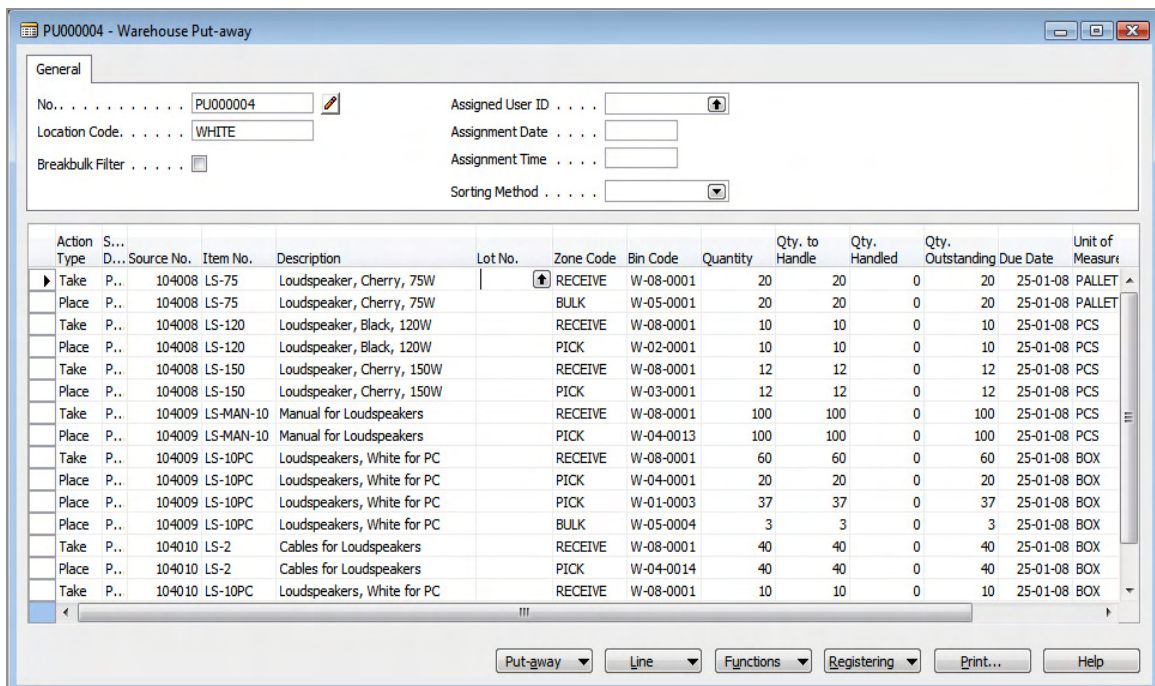 PU000004 - Warehouse Put-away
General
No.. . . . . . . . . . . . PU000004 Assigned User ID . . . .
Location Code. . . . . . WHITE Assignment Date . . . .
Breakbulk Filter . . . . . Assignment Time . . . .
Sorting Method . . . . .
Action S... Qty. to Qty. Qty. Unit of
Type D... Source No. Item No. Description Lot No. Zone Code Bin Code Quantity Handle Handled Outstanding Due Date Measure
Take P... 104008 LS-75 Loudspeaker, Cherry, 75W RECEIVE W-08-0001 20 20 0 20 25-01-08 PALLET
Place P... 104008 LS-75 Loudspeaker, Cherry, 75W BULK W-05-0001 20 20 0 20 25-01-08 PALLET
Take P... 104008 LS-120 Loudspeaker, Black, 120W RECEIVE W-08-0001 10 10 0 10 25-01-08 PCS
Place P... 104008 LS-120 Loudspeaker, Black, 120W PICK W-02-0001 10 10 0 10 25-01-08 PCS
Take P... 104008 LS-150 Loudspeaker, Cherry, 150W RECEIVE W-08-0001 12 12 0 12 25-01-08 PCS
Place P... 104008 LS-150 Loudspeaker, Cherry, 150W PICK W-03-0001 12 12 0 12 25-01-08 PCS
Take P... 104009 LS-MAN-10 Manual for Loudspeakers RECEIVE W-08-0001 100 100 0 100 25-01-08 PCS
Place P... 104009 LS-MAN-10 Manual for Loudspeakers PICK W-04-0013 100 100 0 100 25-01-08 PCS
Take P... 104009 LS-10PC Loudspeakers, White for PC RECEIVE W-08-0001 60 60 0 60 25-01-08 BOX
Place P... 104009 LS-10PC Loudspeakers, White for PC PICK W-04-0001 20 20 0 20 25-01-08 BOX
Place P... 104009 LS-10PC Loudspeakers, White for PC PICK W-01-0003 37 37 0 37 25-01-08 BOX
Place P... 104009 LS-10PC Loudspeakers, White for PC BULK W-05-0004 3 3 0 3 25-01-08 BOX
Take P... 104010 LS-2 Cables for Loudspeakers RECEIVE W-08-0001 40 40 0 40 25-01-08 BOX
Place P... 104010 LS-2 Cables for Loudspeakers PICK W-04-0014 40 40 0 40 25-01-08 BOX
Take P... 104010 LS-10PC Loudspeakers, White for PC RECEIVE W-08-0001 10 10 0 10 25-01-08 BOX
Put-away Line Functions Registering Print... Help